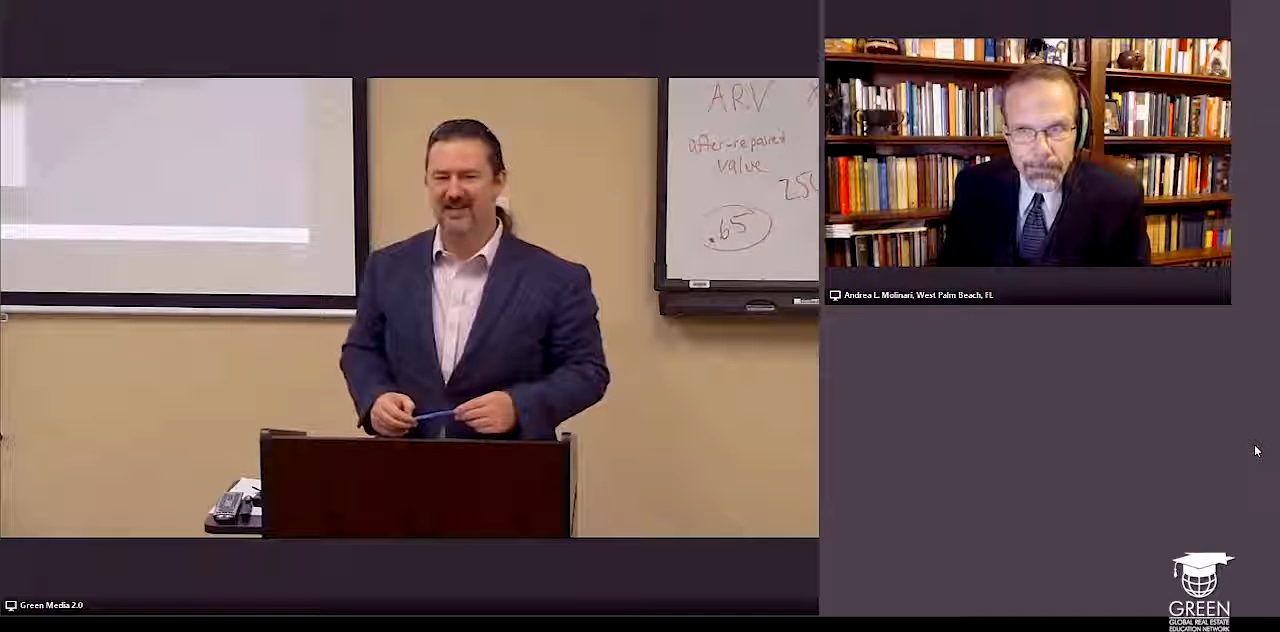 ARV
after-repaired
value
.65
Andrea L. Molinari, West Palm Beach, FL
Green Media 2.0
GREEN
GLOBAL REAL ESTATE
EDUCATION NETWORK